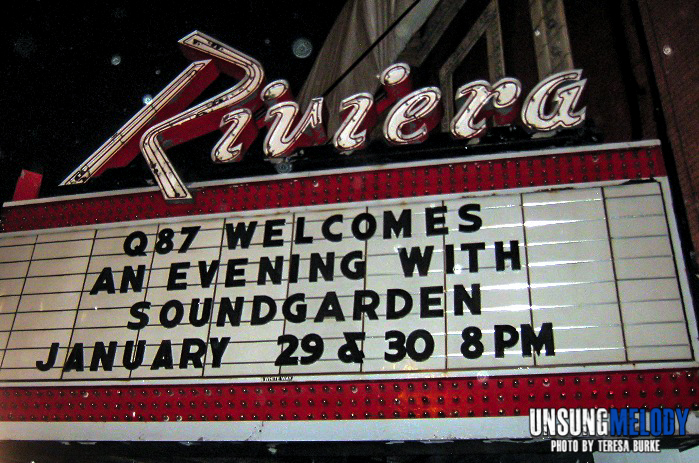 Riviera
Q87 WELCOMES
AN EVENING WITH
SOUNDGARDEN
JANUARY 29 & 30 8PM
UNSUNGMELODY
PHOTO BY TERESA BURKE